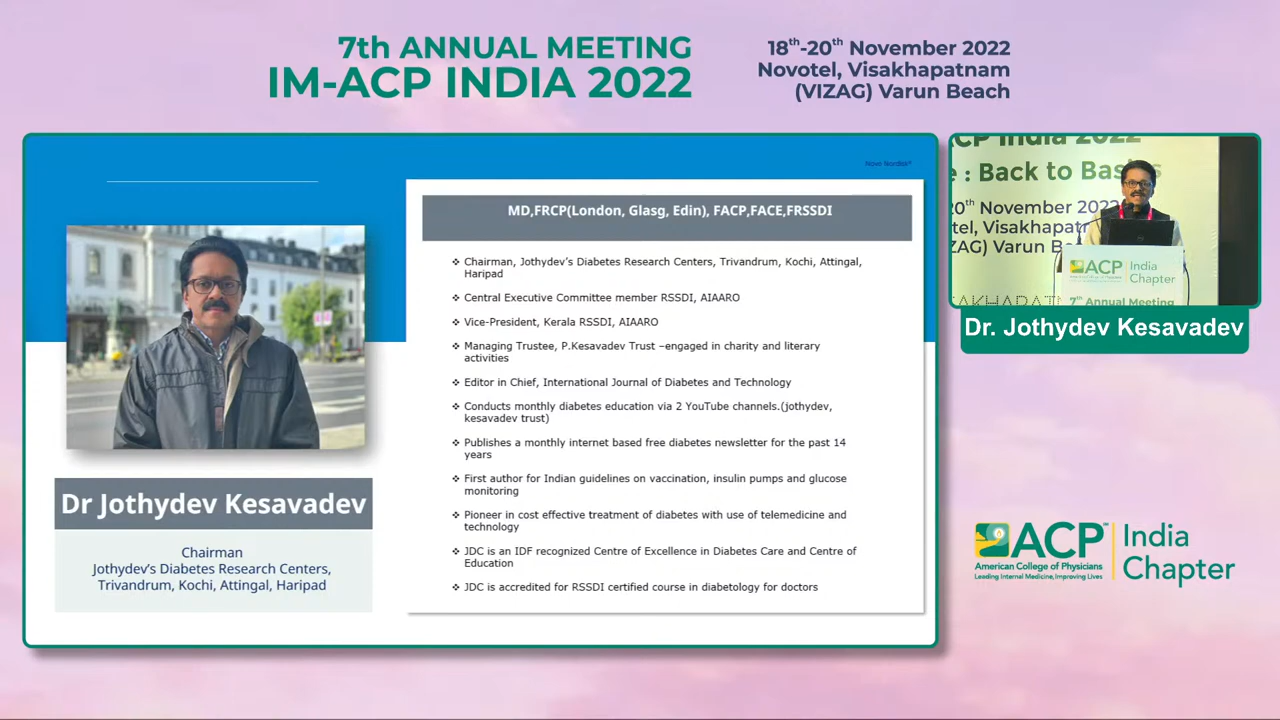 7th ANNUAL MEETING
IM-ACP INDIA 2022
18th-20th November 2022
Novotel, Visakhapatnam
(VIZAG) Varun Beach
Novo Nordisk®
MD,FRCP(London, Glasg, Edin), FACP,FACE,FRSSDI
❖ Chairman, Jothydev's Diabetes Research Centers, Trivandrum, Kochi, Attingal,
Haripad
❖ Central Executive Committee member RSSDI, AIAARO
❖ Vice-President, Kerala RSSDI, AIAARO
❖ Managing Trustee, P.Kesavadev Trust –engaged in charity and literary
activities
❖ Editor in Chief, International Journal of Diabetes and Technology
❖ Conducts monthly diabetes education via 2 YouTube channels.(jothydev,
kesavadev trust)
❖ Publishes a monthly internet based free diabetes newsletter for the past 14
years
❖ First author for Indian guidelines on vaccination, insulin pumps and glucose
monitoring
❖ Pioneer in cost effective treatment of diabetes with use of telemedicine and
technology
❖ JDC is an IDF recognized Centre of Excellence in Diabetes Care and Centre of
Education
❖ JDC is accredited for RSSDI certified course in diabetology for doctors
Dr Jothydev Kesavadev
Chairman
Jothydev's Diabetes Research Centers,
Trivandrum, Kochi, Attingal, Haripad
ACP India 2022
: Back to Basics
November 2022
Visakhapatn
Varun
ACP India
Chapter
7th Annual Meeting
Dr. Jothydev Kesavadev
ACP™
American College of Physicians
Leading Internal Medicine, Improving Lives
India
Chapter